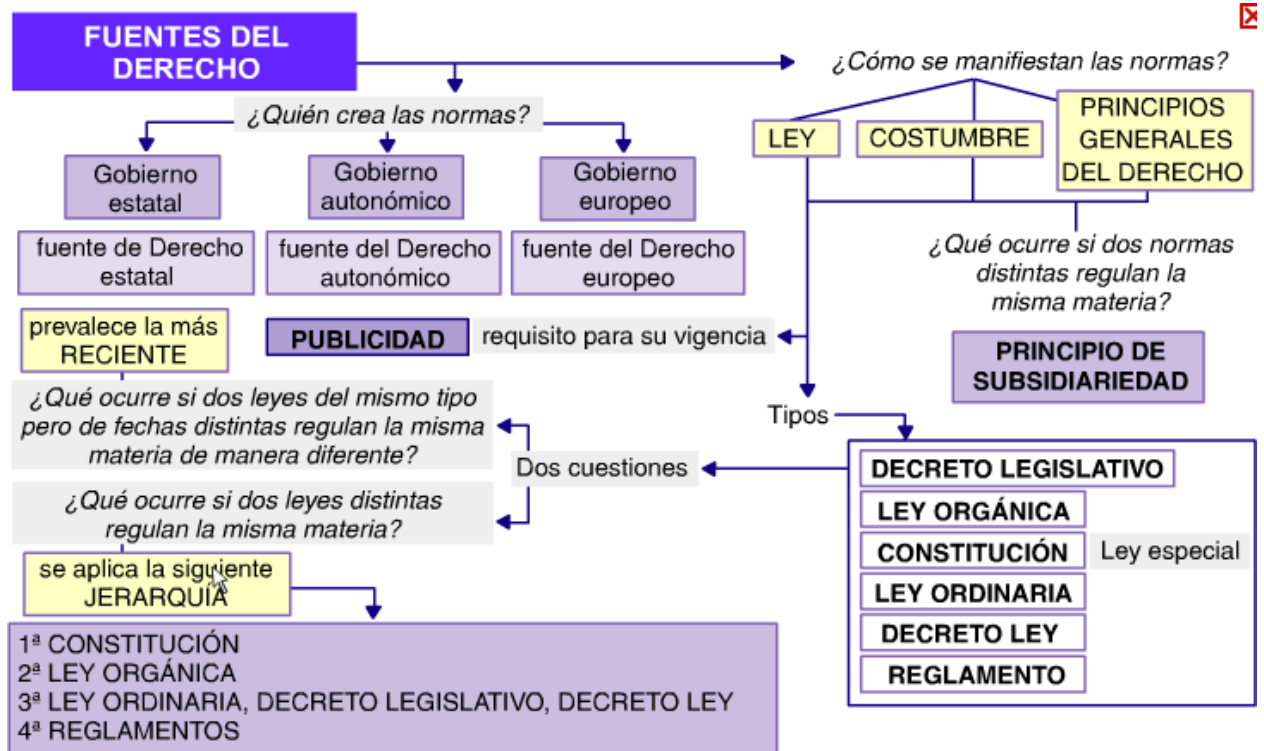 FUENTES DEL
DERECHO
¿Cómo se manifiestan las normas?
¿Quién crea las normas?
LEY
COSTUMBRE
PRINCIPIOS
GENERALES
DEL DERECHO
Gobierno
estatal
Gobierno
autonómico
Gobierno
europeo
fuente de Derecho
estatal
fuente del Derecho
autonómico
fuente del Derecho
europeo
¿Qué ocurre si dos normas
distintas regulan la
misma materia?
prevalece la más
RECIENTE
PUBLICIDAD
requisito para su vigencia
PRINCIPIO DE
SUBSIDIARIEDAD
¿Qué ocurre si dos leyes del mismo tipo
pero de fechas distintas regulan la misma
materia de manera diferente?
Tipos
Dos cuestiones
DECRETO LEGISLATIVO
LEY ORGÁNICA
CONSTITUCIÓN
Ley especial
LEY ORDINARIA
DECRETO LEY
REGLAMENTO
¿Qué ocurre si dos leyes distintas
regulan la misma materia?
se aplica la siguiente
JERARQUÍA
1ª CONSTITUCIÓN
2ª LEY ORGÁNICA
3ª LEY ORDINARIA, DECRETO LEGISLATIVO, DECRETO LEY
4ª REGLAMENTOS